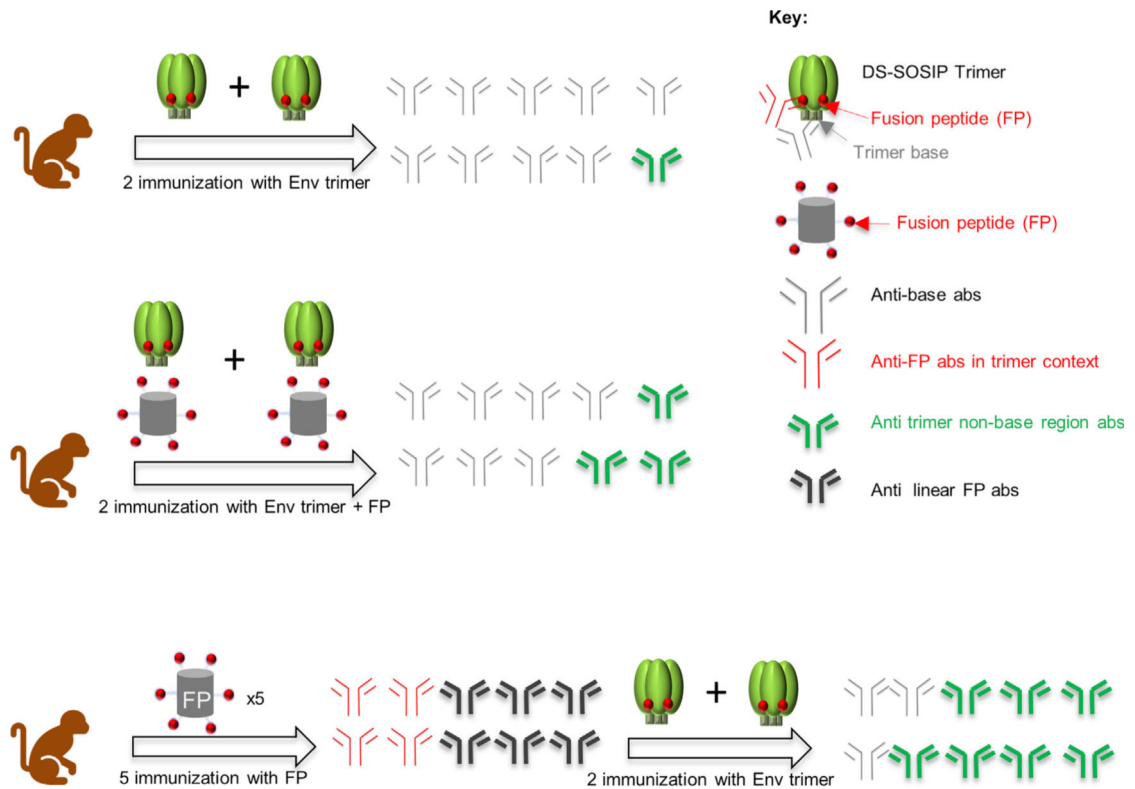 Key:
DS-SOSIP Trimer
Fusion peptide (FP)
Trimer base
Fusion peptide (FP)
Anti-base abs
Anti-FP abs in trimer context
Anti trimer non-base region abs
Anti linear FP abs
+
2 immunization with Env trimer
+
2 immunization with Env trimer + FP
FP
x5
5 immunization with FP
+
2 immunization with Env trimer